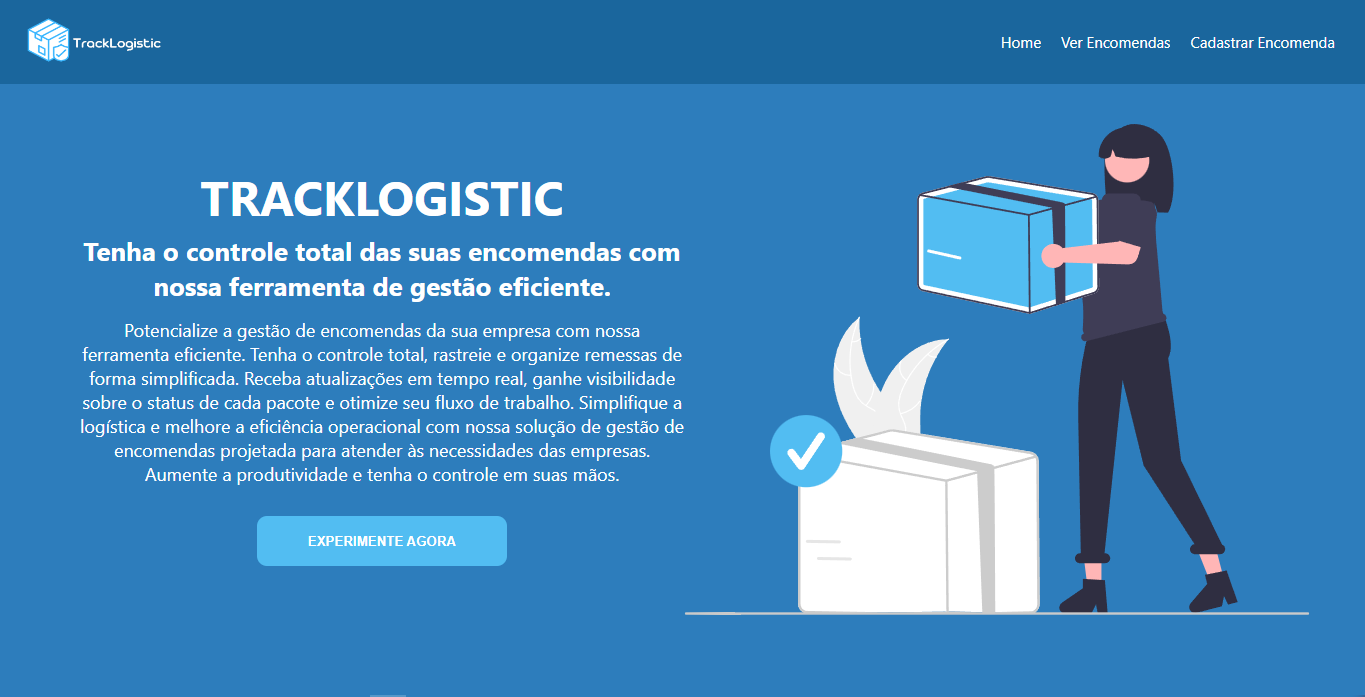 TrackLogistic
Home Ver Encomendas Cadastrar Encomenda
TRACKLOGISTIC
Tenha o controle total das suas encomendas com
nossa ferramenta de gestão eficiente.
Potencialize a gestão de encomendas da sua empresa com nossa
ferramenta eficiente. Tenha o controle total, rastreie e organize remessas de
forma simplificada. Receba atualizações em tempo real, ganhe visibilidade
sobre o status de cada pacote e otimize seu fluxo de trabalho. Simplifique a
logística e melhore a eficiência operacional com nossa solução de gestão de
encomendas projetada para atender às necessidades das empresas.
Aumente a produtividade e tenha o controle em suas mãos.
EXPERIMENTE AGORA